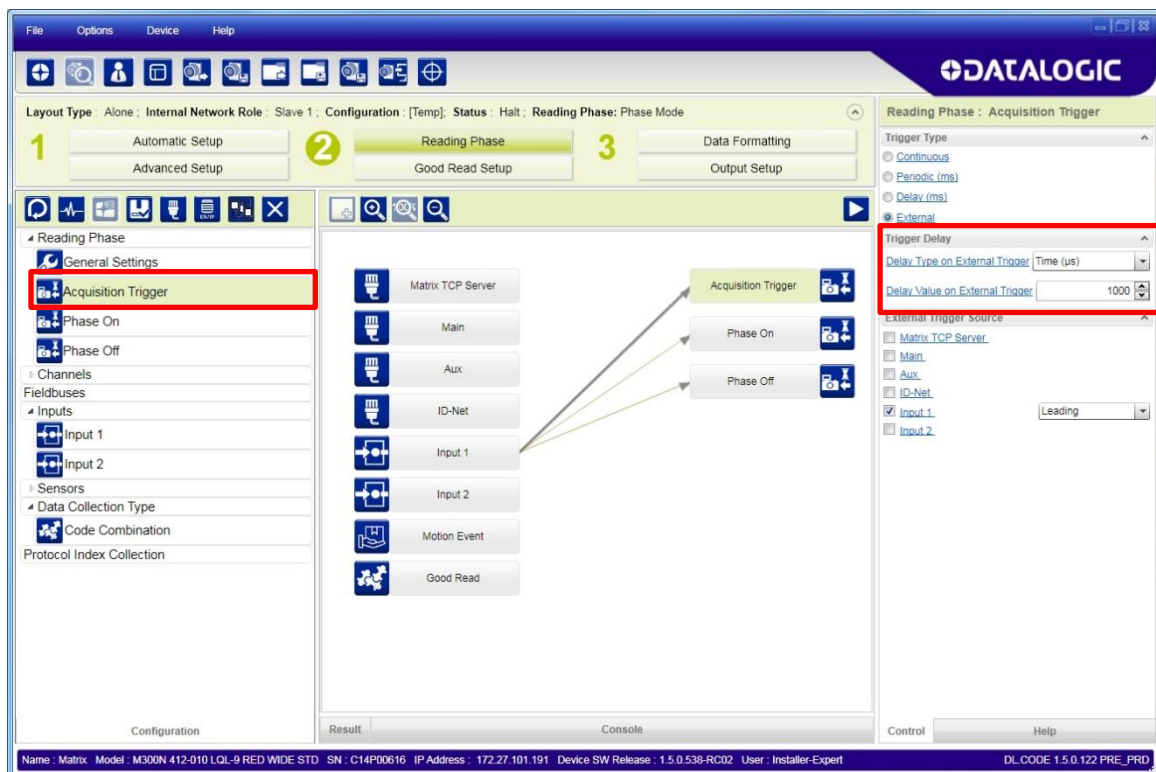 File Options Device Help
DATALOGIC
Layout Type : Alone ; Internal Network Role : Slave 1 ; Configuration : [Temp]; Status : Halt ; Reading Phase: Phase Mode
1 Automatic Setup
Advanced Setup
2 Reading Phase
Good Read Setup
3 Data Formatting
Output Setup
Reading Phase
General Settings
Acquisition Trigger
Phase On
Phase Off
Channels
Fieldbuses
Inputs
Input 1
Input 2
Sensors
Data Collection Type
Code Combination
Protocol Index Collection
Configuration
100%
Matrix TCP Server
Main
Aux
ID-Net
Input 1
Input 2
Motion Event
Good Read
Acquisition Trigger
Phase On
Phase Off
Result Console
Reading Phase : Acquisition Trigger
Trigger Type
Continuous
Periodic (ms)
Delay (ms)
External
Trigger Delay
Delay Type on External Trigger Time (µs)
Delay Value on External Trigger 1000
External Trigger Source
Matrix TCP Server
Main
Aux
ID-Net
Input 1 Leading
Input 2
Control Help
Name : Matrix Model : M300N 412-010 LQL-9 RED WIDE STD SN : C14P00616 IP Address : 172.27.101.191 Device SW Release : 1.5.0.538-RC02 User : Installer-Expert DL.CODE 1.5.0.122 PRE_PRD